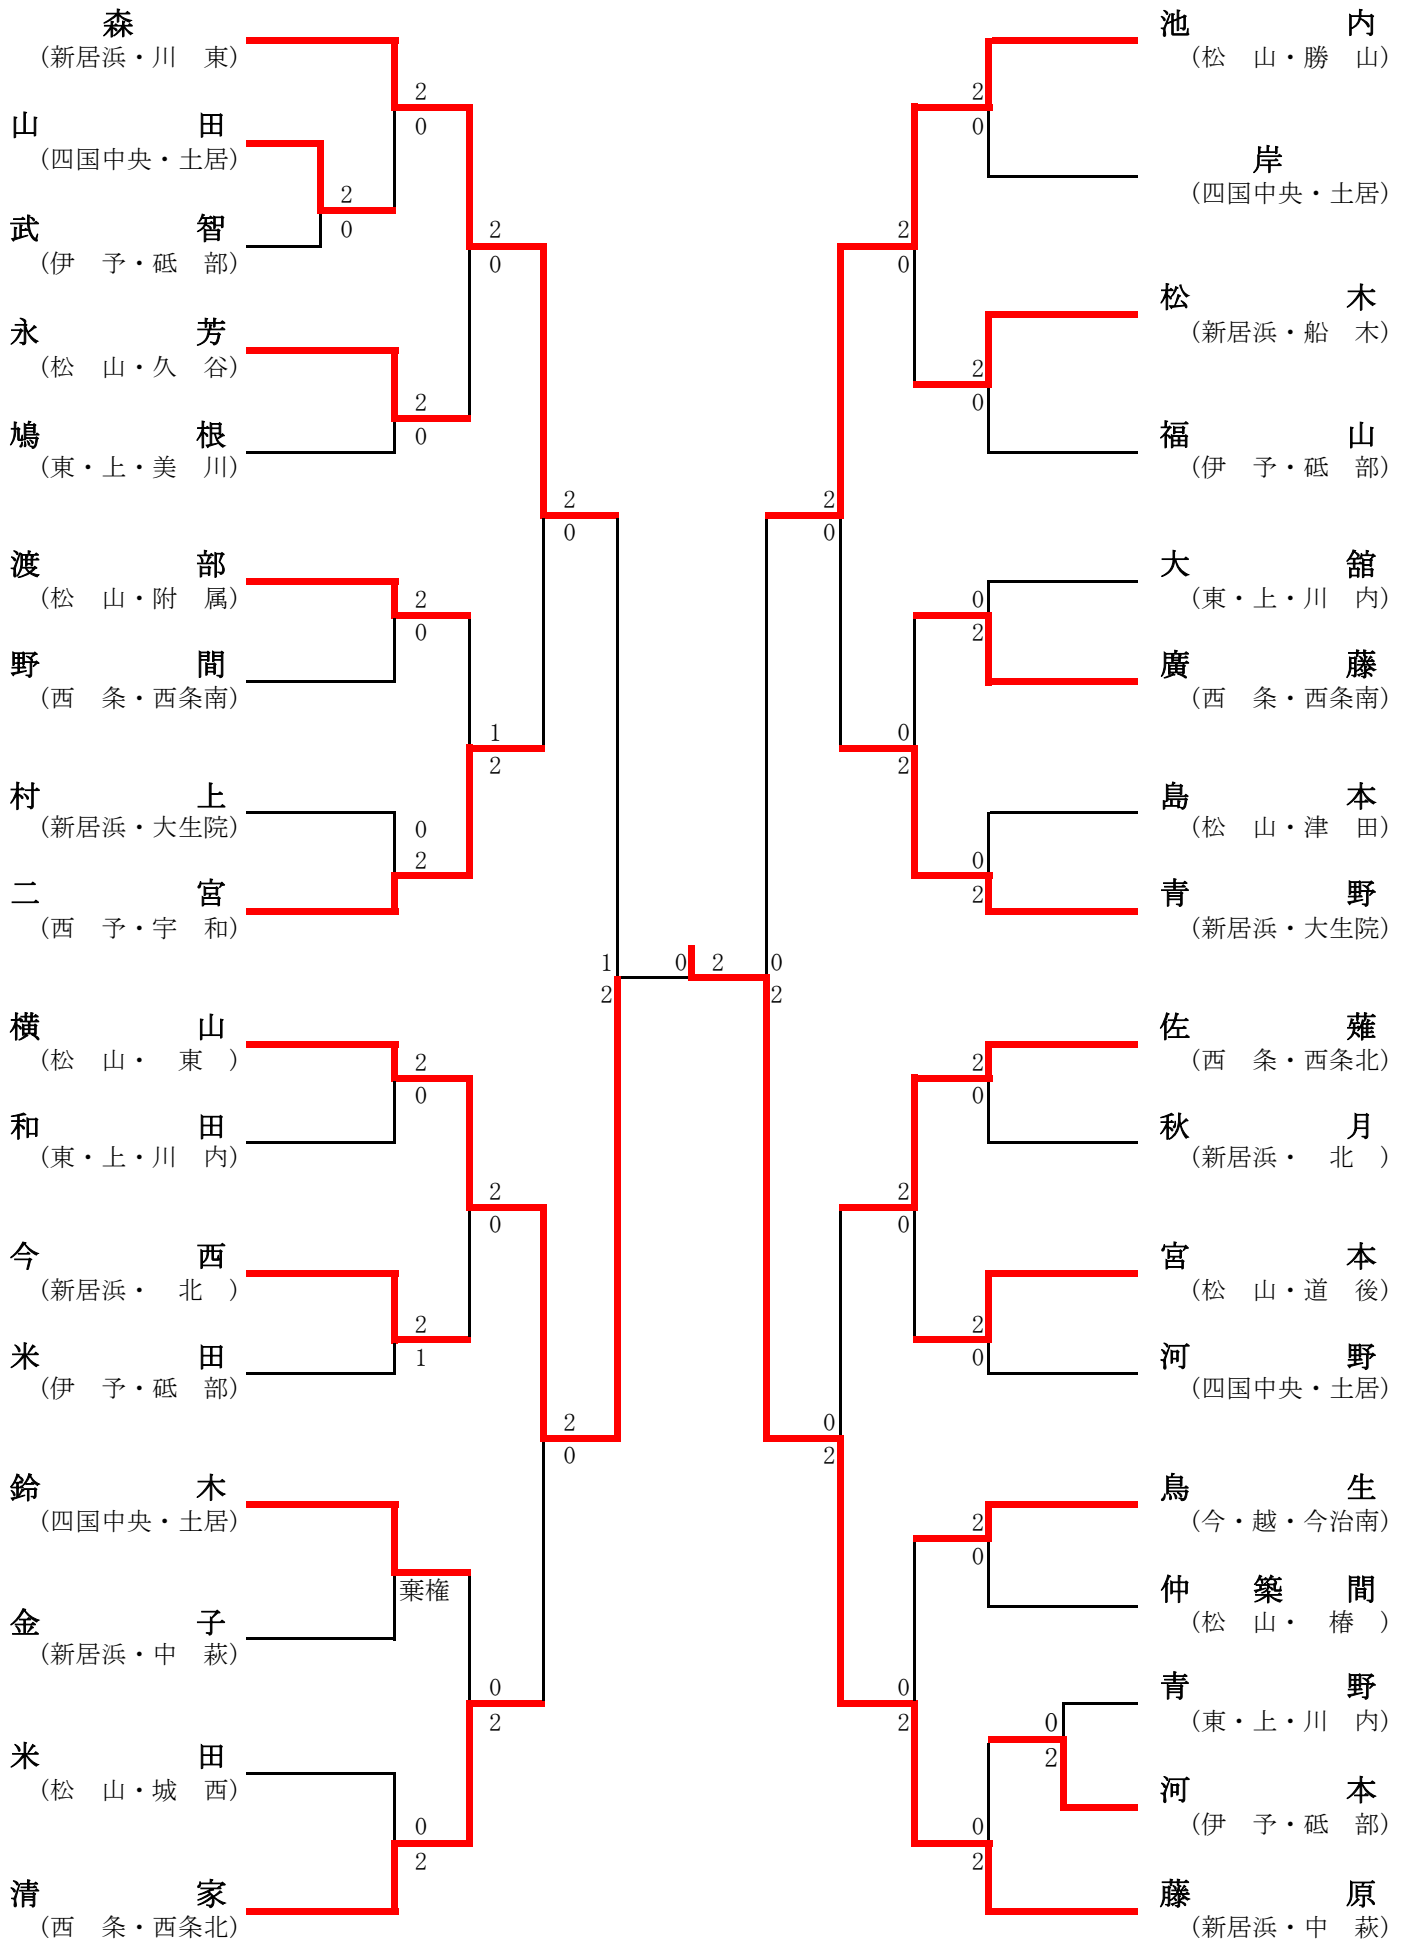 森
(新居浜・川　東)
山　田
(四国中央・土居)
2
0
武　智
(伊　予・砥　部)
2
0
永　芳
(松　山・久　谷)
2
0
鳩　根
(東・上・美　川)
2
0
渡　部
(松　山・附　属)
2
0
野　間
(西　条・西条南)
2
0
村　上
(新居浜・大生院)
1
2
二　宮
(西　予・宇　和)
0
2
横　山
(松　山・　東　)
2
0
和　田
(東・上・川　内)
2
0
今　西
(新居浜・　北　)
2
1
米　田
(伊　予・砥　部)
2
0
鈴　木
(四国中央・土居)
棄権
金　子
(新居浜・中　萩)
0
2
米　田
(松　山・城　西)
0
2
清　家
(西　条・西条北)
1
2
0
2
0
2
池　内
(松　山・勝　山)
2
0
岸
(四国中央・土居)
2
0
松　木
(新居浜・船　木)
2
0
福　山
(伊　予・砥　部)
2
0
大　舘
(東・上・川　内)
0
2
廣　藤
(西　条・西条南)
0
2
島　本
(松　山・津　田)
0
2
青　野
(新居浜・大生院)
佐　薙
(西　条・西条北)
2
0
秋　月
(新居浜・　北　)
2
0
宮　本
(松　山・道　後)
2
0
河　野
(四国中央・土居)
0
2
鳥　生
(今・越・今治南)
2
0
仲　築　間
(松　山・　椿　)
0
2
青　野
(東・上・川　内)
0
2
河　本
(伊　予・砥　部)
0
2
藤　原
(新居浜・中　萩)